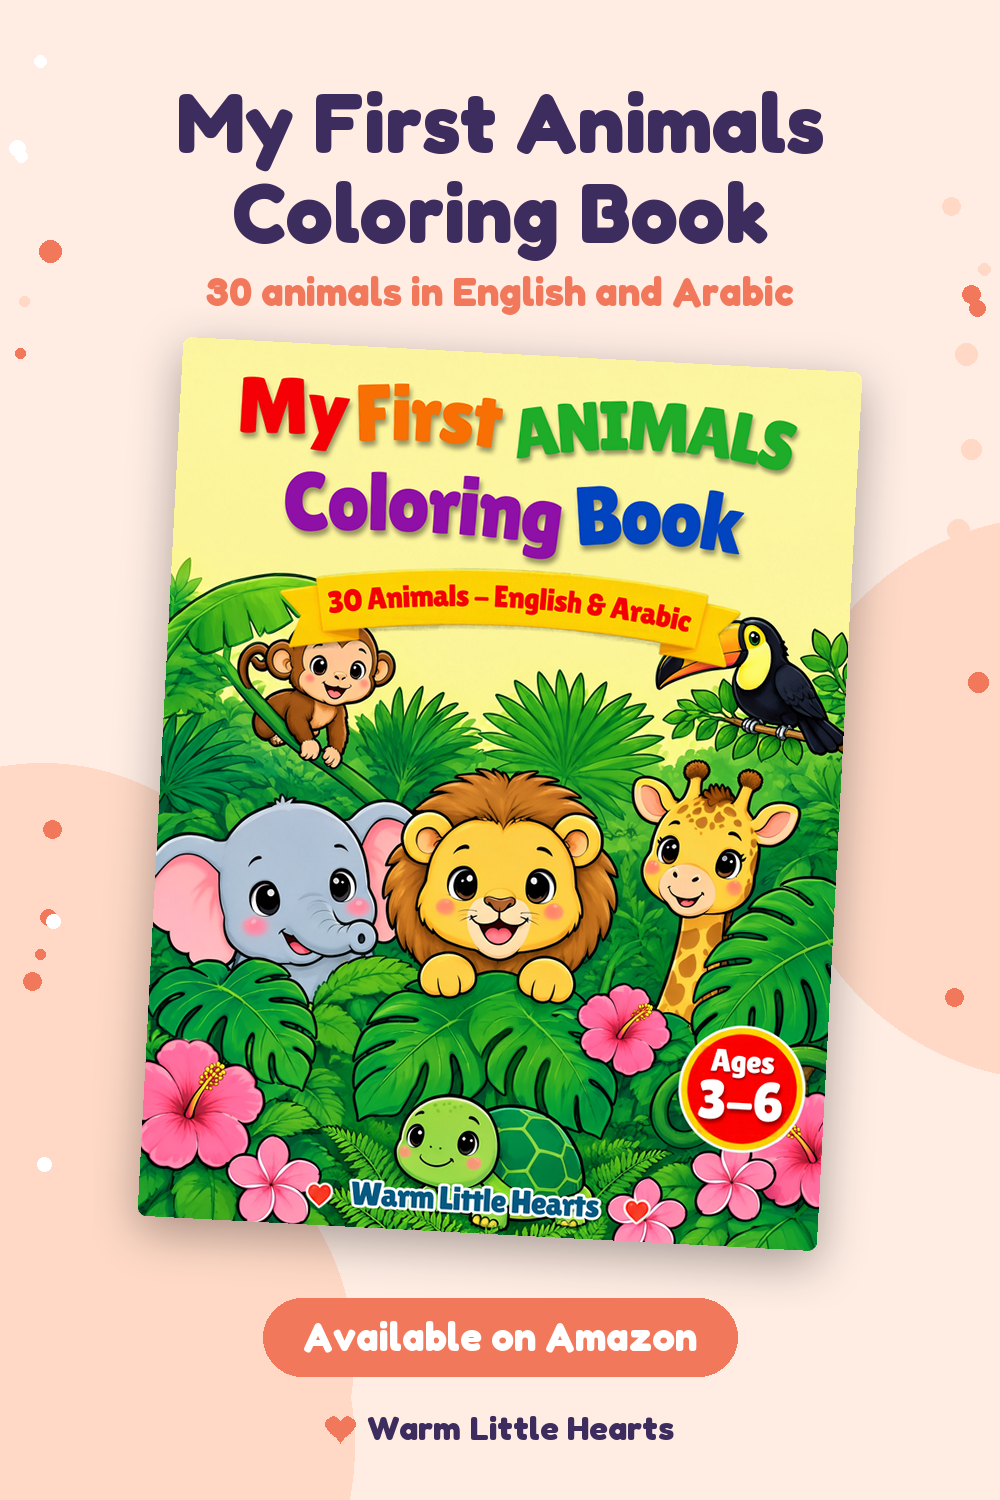 My First Animals
Coloring Book
30 animals in English and Arabic
My First ANIMALS
Coloring Book
30 Animals – English & Arabic
Ages
3–6
Warm Little Hearts
Available on Amazon
Warm Little Hearts